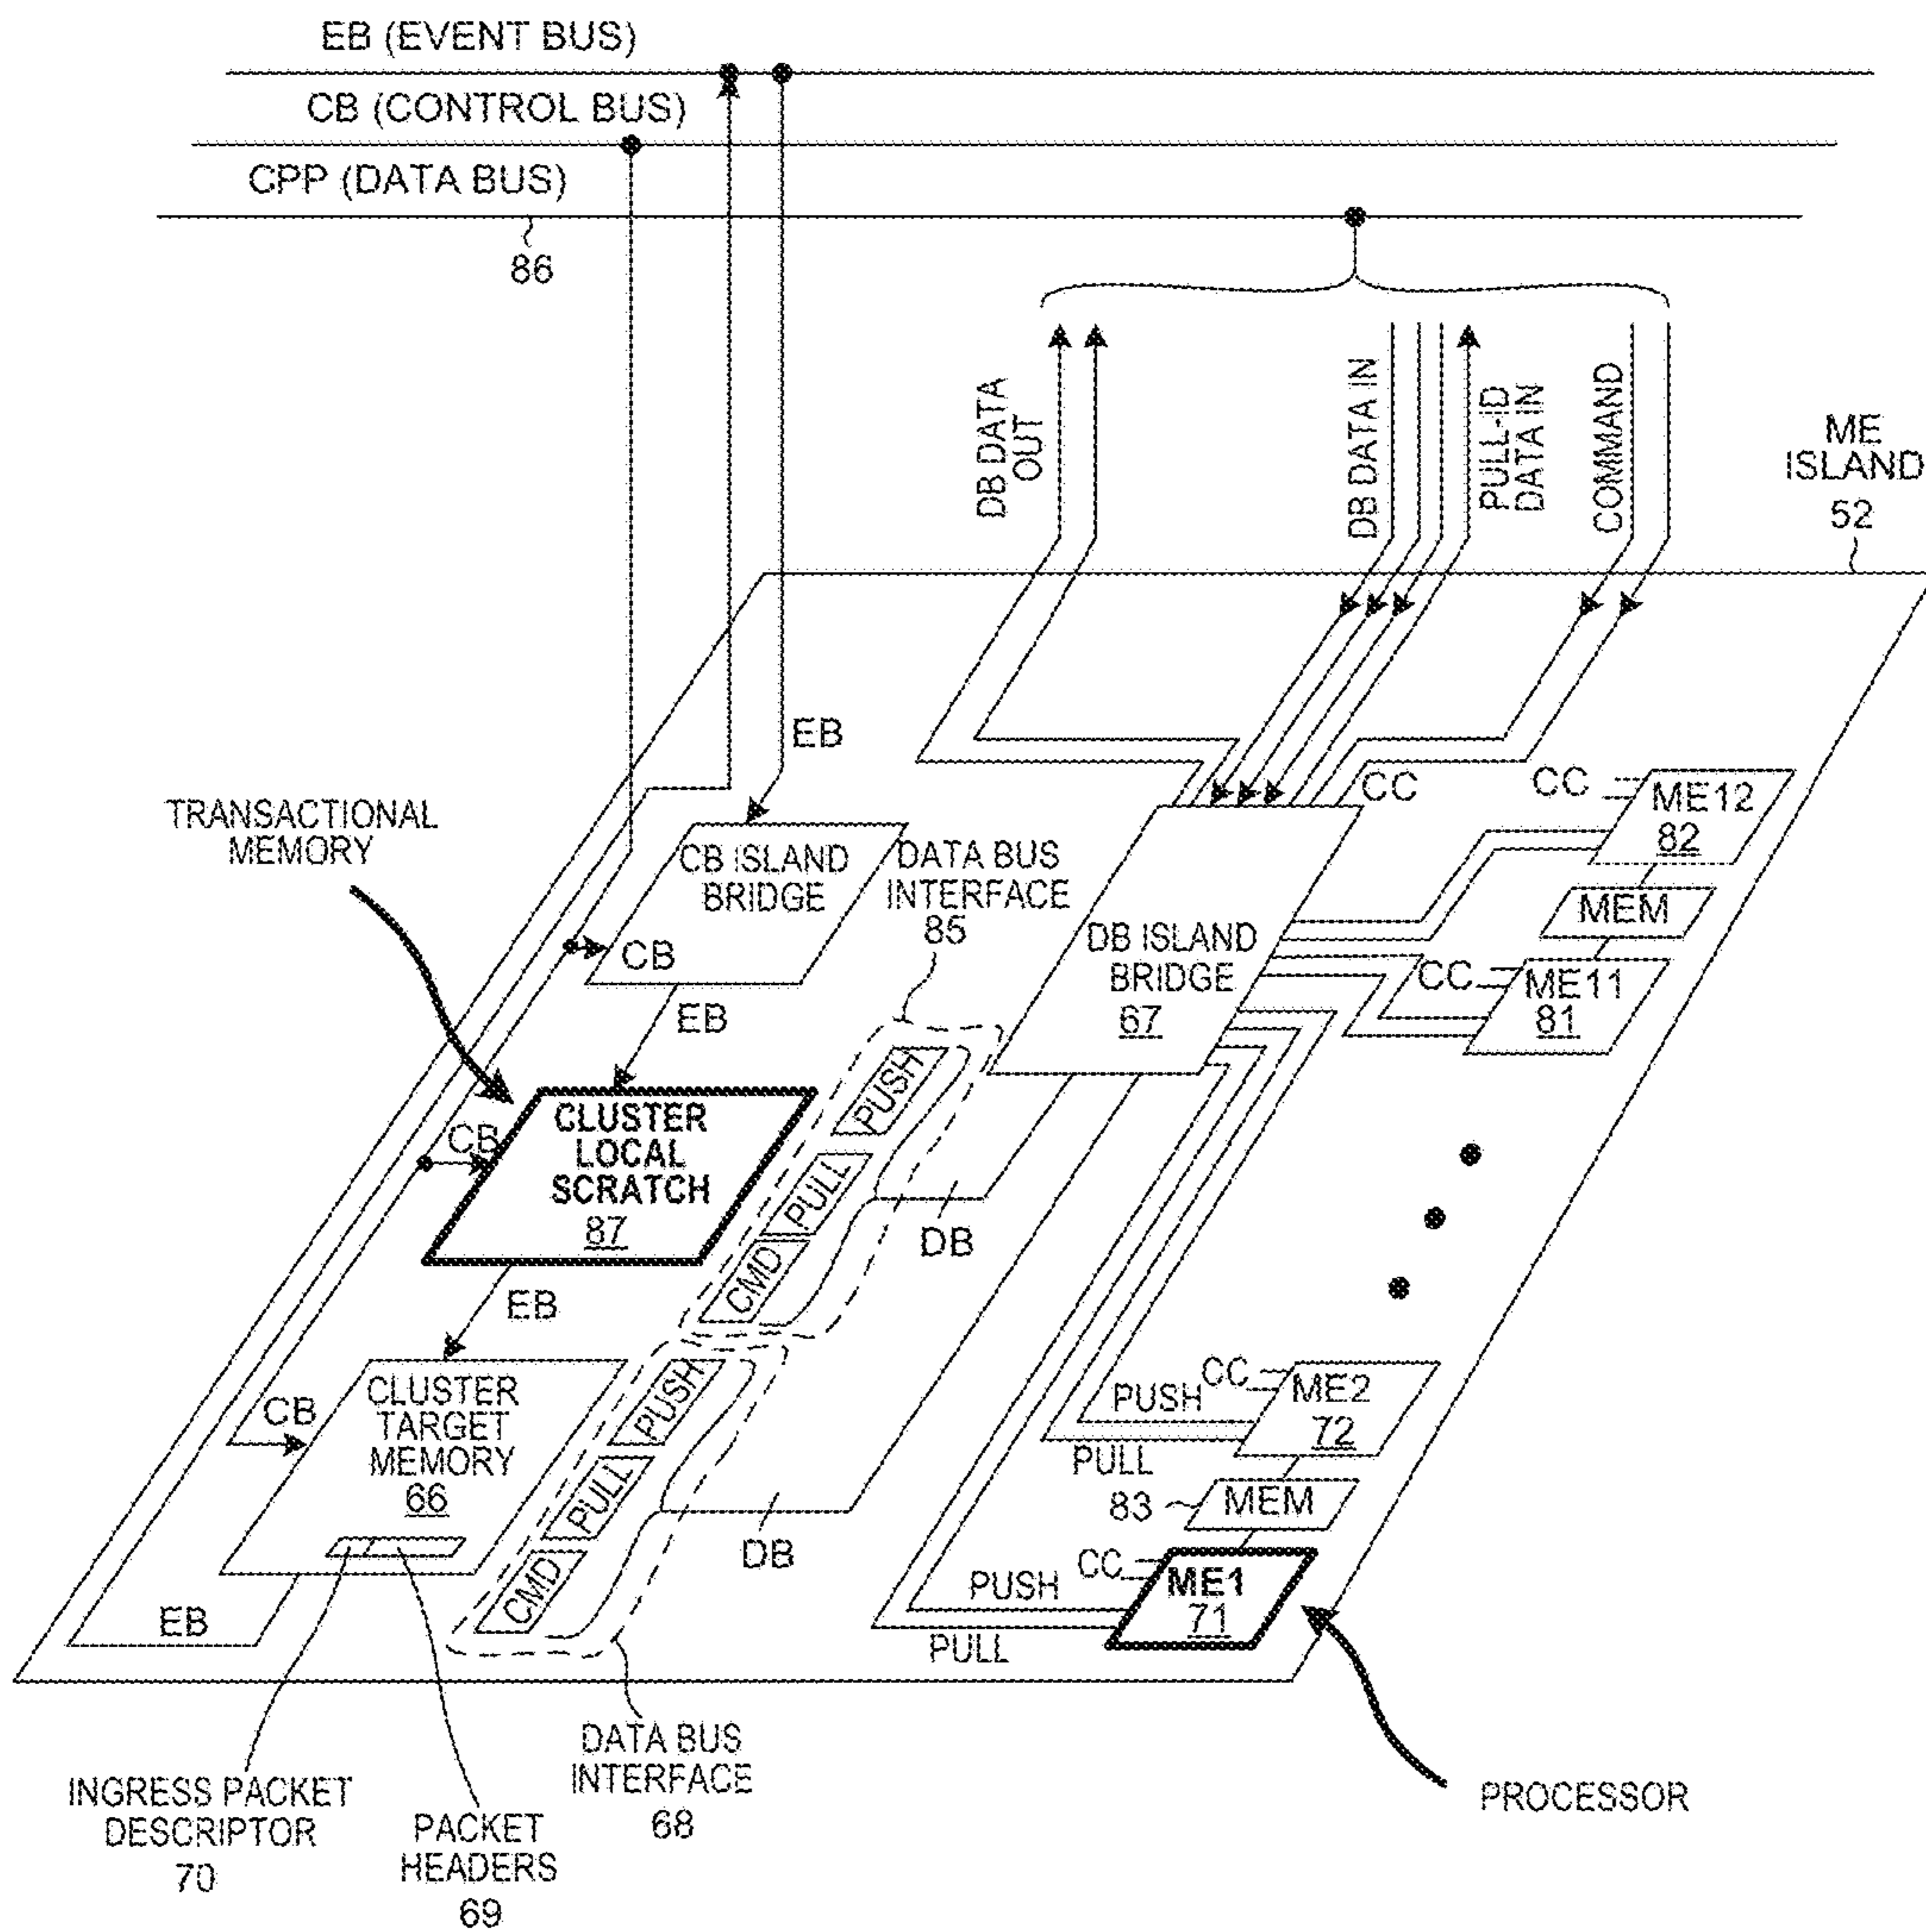 EB (EVENT BUS)
CB (CONTROL BUS)
CPP (DATA BUS)
86
DB DATA
OUT
DB DATA IN
PULL-ID
DATA IN
COMMAND
ME
ISLAND
52
EB
TRANSACTIONAL
MEMORY
CB ISLAND
BRIDGE
CB
DATA BUS
INTERFACE
85
CC
DB ISLAND
BRIDGE
67
CC
ME12
82
MEM
CC
ME11
81
EB
CB
CLUSTER
LOCAL
SCRATCH
87
PUSH
PULL
CMD
DB
EB
CB
CLUSTER
TARGET
MEMORY
66
PUSH
PULL
CMD
DB
EB
CC
ME2
72
PUSH
PULL
83
MEM
CC
ME1
71
PUSH
PULL
INGRESS PACKET
DESCRIPTOR
70
PACKET
HEADERS
69
DATA BUS
INTERFACE
68
PROCESSOR